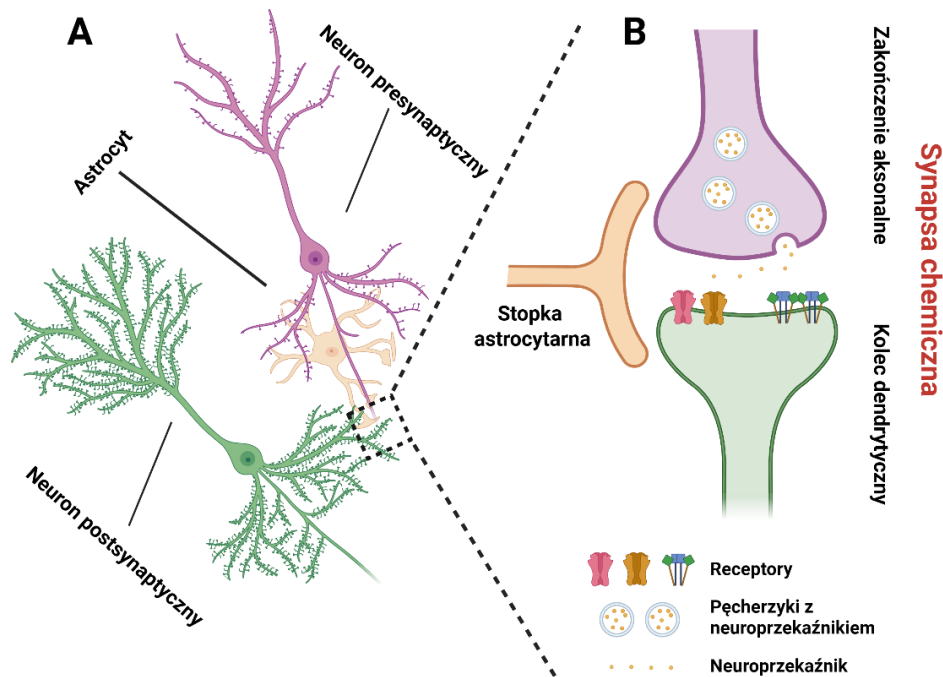 A
Neuron presynaptyczny
Astrocyt
Neuron postsynaptyczny
B
Zakończenie aksonalne
Synapsa chemiczna
Stopka
astrocytarna
Kolec dendrytyczny
Receptory
Pęcherzyki z
neuroprzekaźnikiem
Neuroprzekaźnik